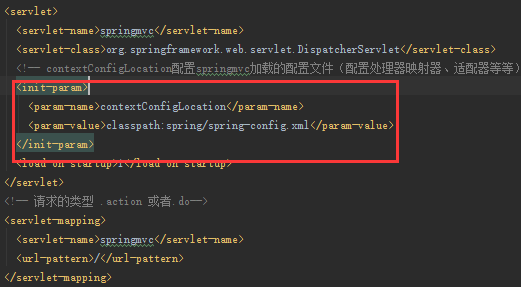 <servlet>
<servlet-name>springmvc</servlet-name>
<servlet-class>org.springframework.web.servlet.DispatcherServlet</servlet-class>
<!-- contextConfigLocation配置springmvc加载的配置文件（配置处理器映射器、适配器等等）
<init-param>
<param-name>contextConfigLocation</param-name>
<param-value>classpath:spring/spring-config.xml</param-value>
</init-param>
<load-on-startup>1</load-on-startup>
</servlet>
<!-- 请求的类型 .action 或者.do-->
<servlet-mapping>
<servlet-name>springmvc</servlet-name>
<url-pattern>/</url-pattern>
</servlet-mapping>